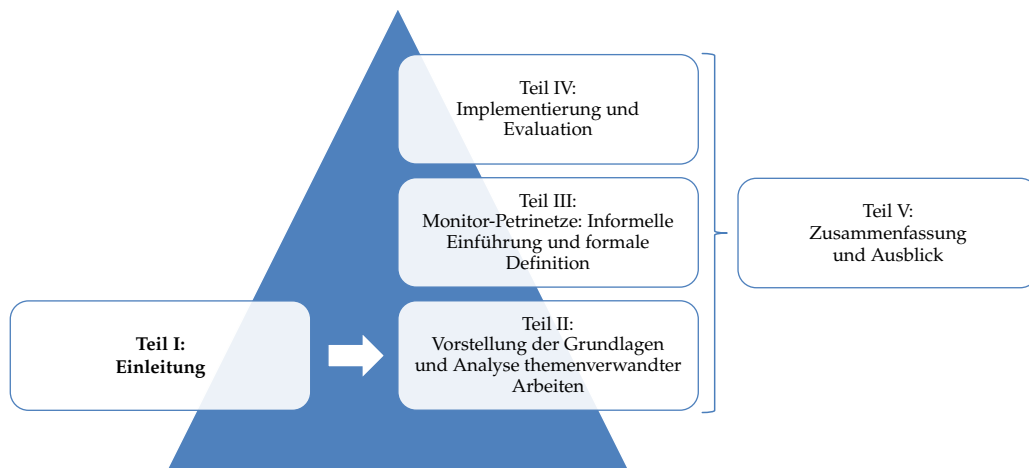 Teil IV:
Implementierung und
Evaluation
Teil III:
Monitor-Petrinetze: Informelle
Einführung und formale
Definition
Teil V:
Zusammenfassung
und Ausblick
Teil I:
Einleitung
Teil II:
Vorstellung der Grundlagen
und Analyse themenverwandter
Arbeiten